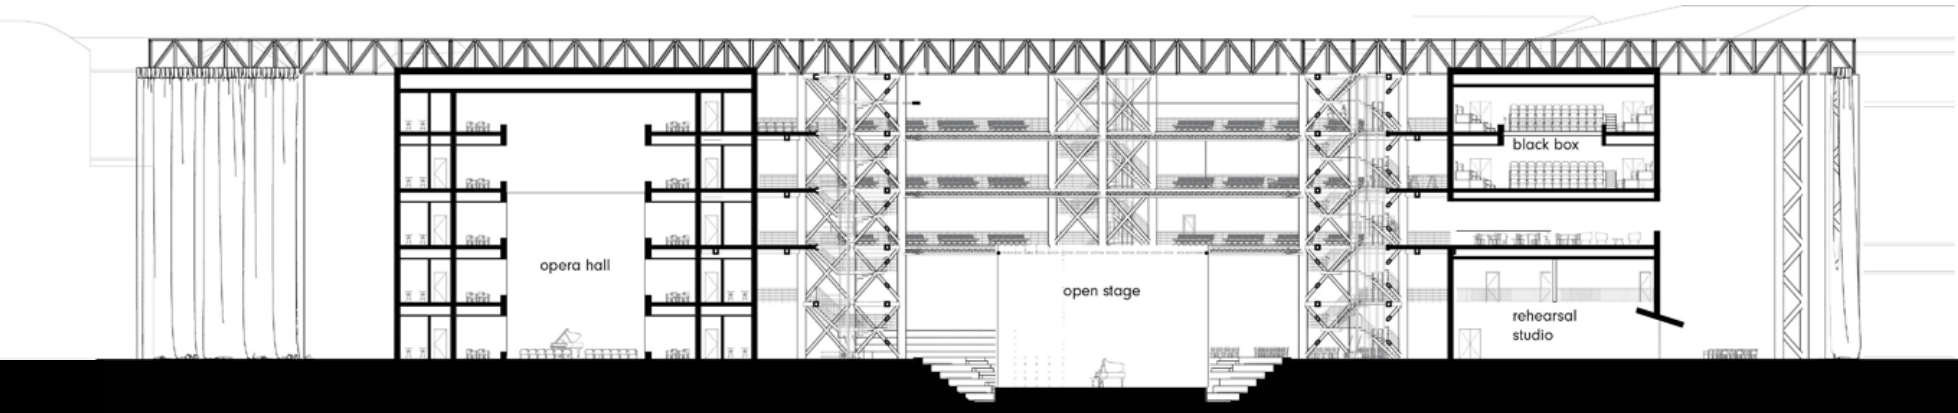 opera hall
open stage
black box
rehearsal
studio